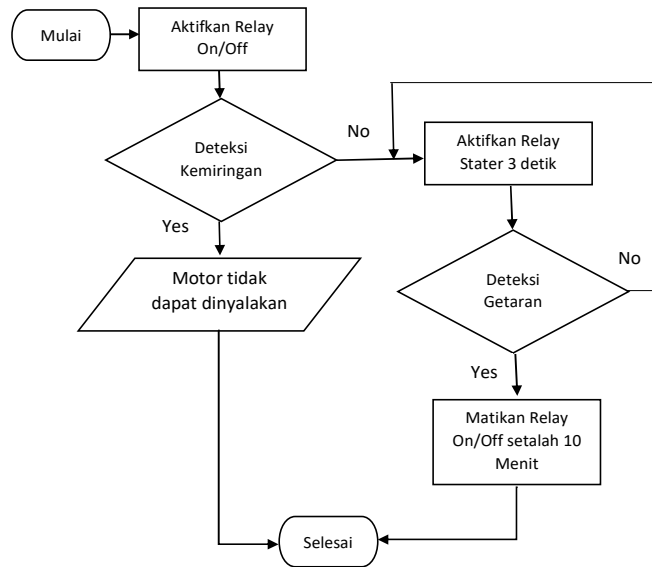 Mulai
Aktifkan Relay
On/Off
Deteksi
Kemiringan
No
Aktifkan Relay
Stater 3 detik
Yes
Motor tidak
dapat dinyalakan
Deteksi
Getaran
No
Yes
Matikan Relay
On/Off setalah 10
Menit
Selesai